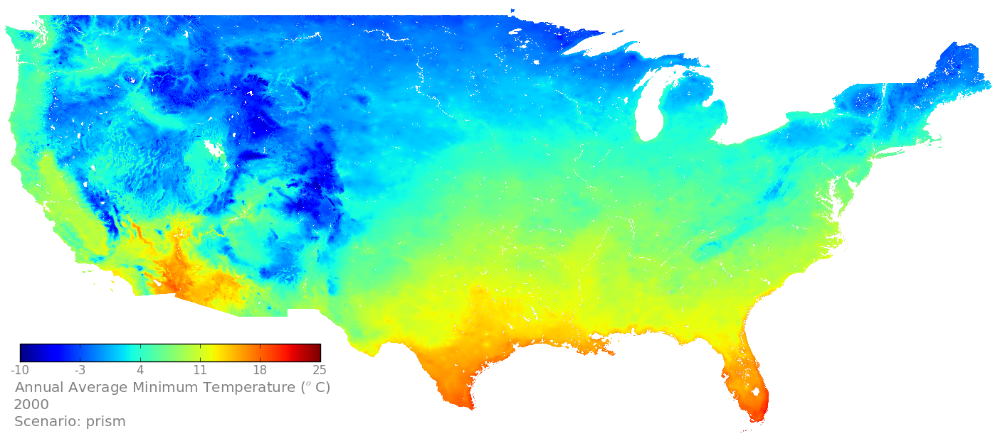 -10 -3 4 11 18 25
Annual Average Minimum Temperature (° C)
2000
Scenario: prism